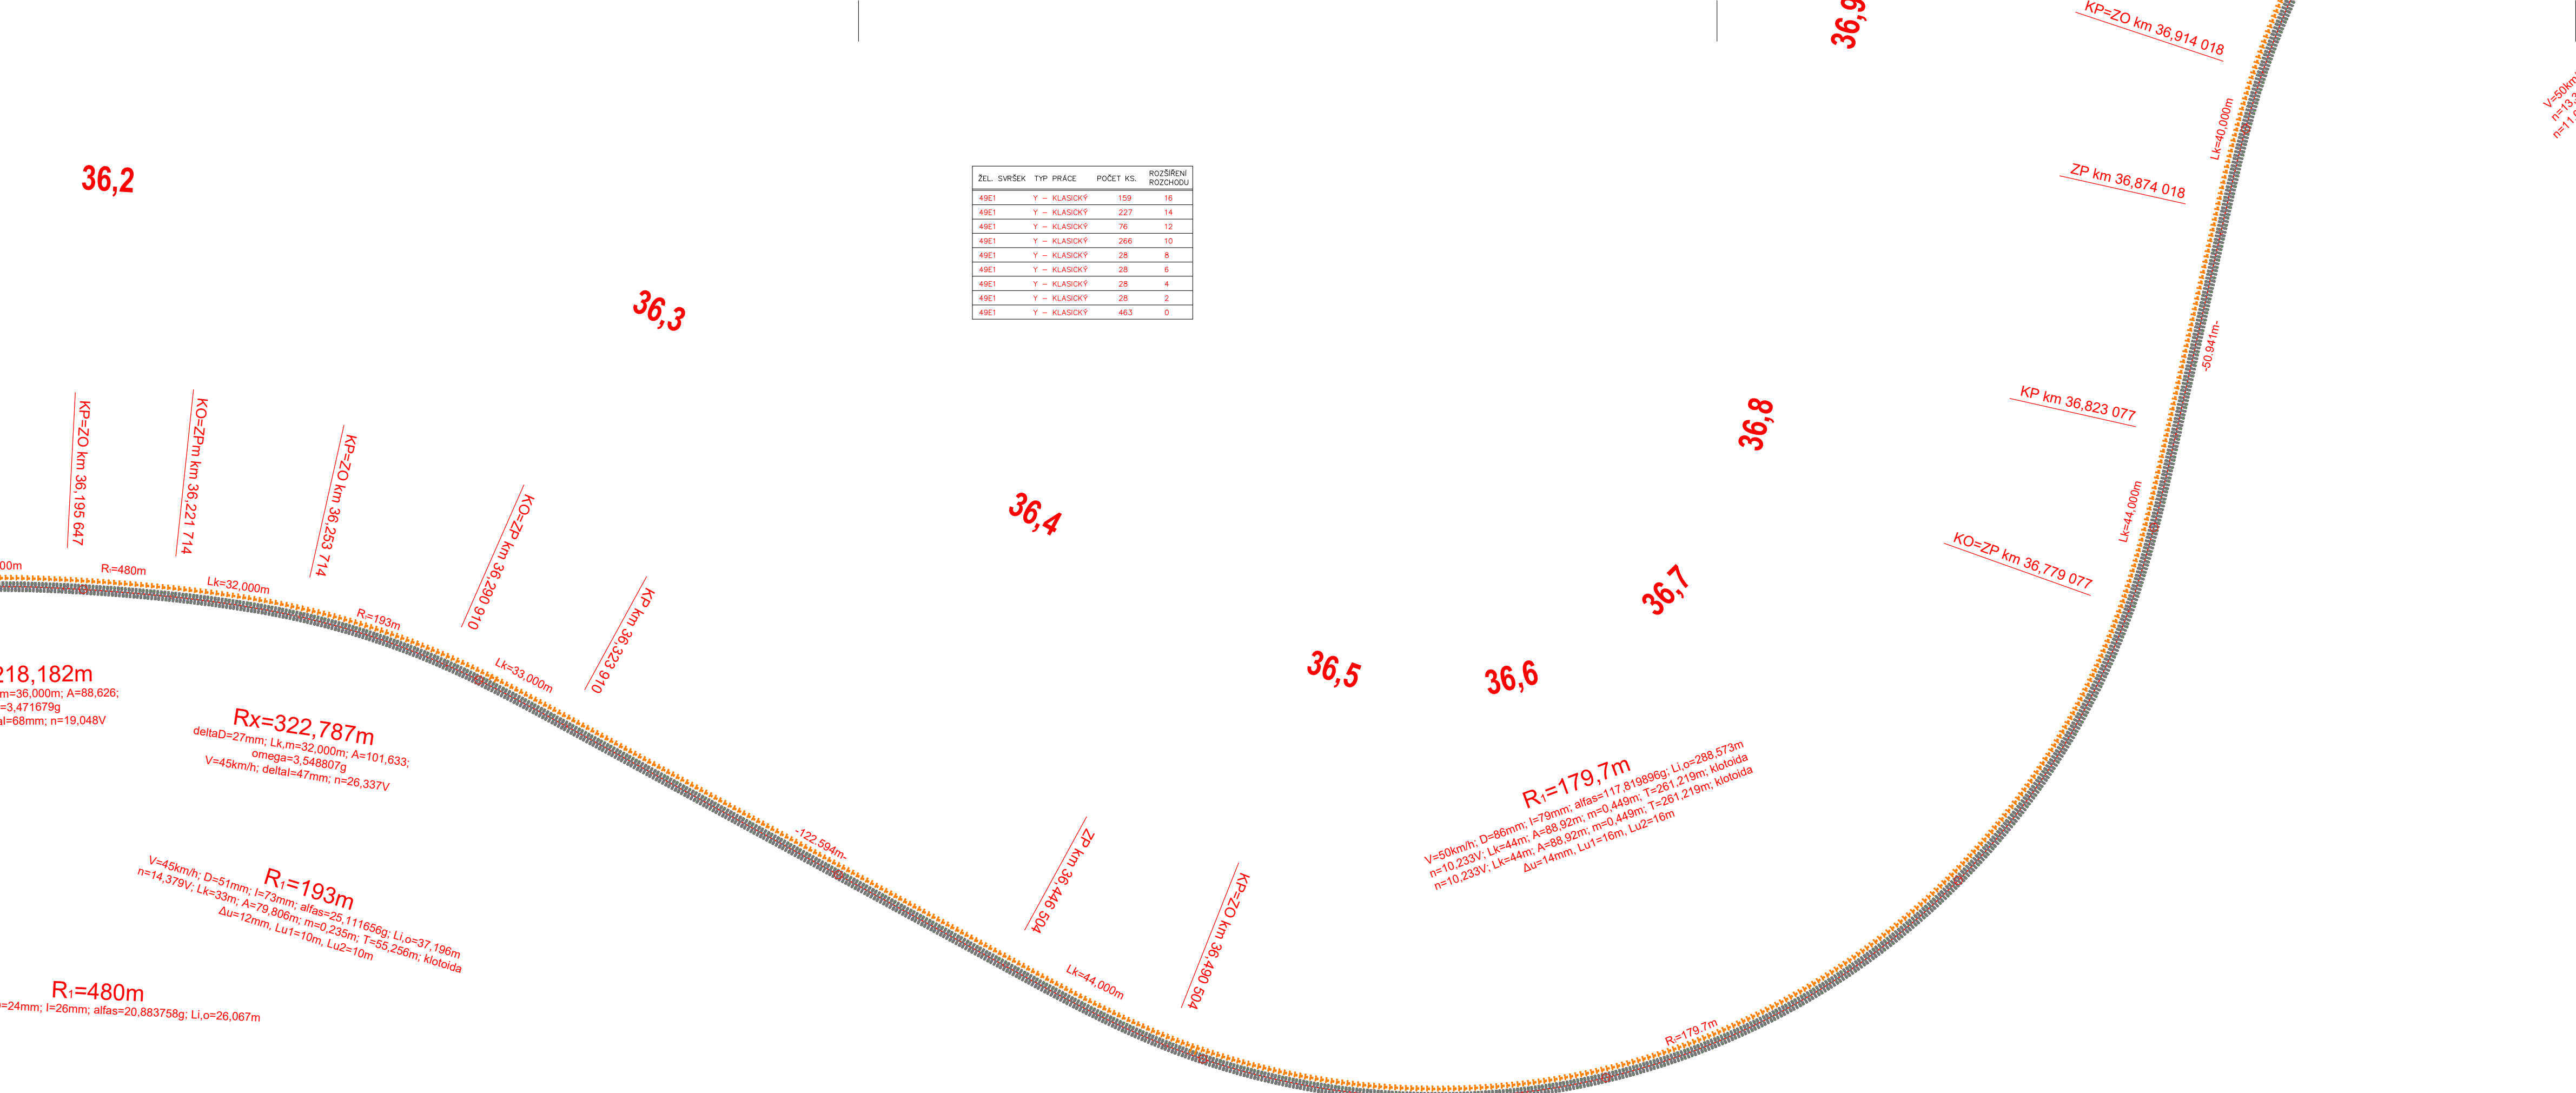 36,2
36,3
36,4
36,5
36,6
36,7
36,8
36,9
ŽEL. SVRŠEK TYP PRÁCE POČET KS. ROZŠÍŘENÍ
ROZCHODU
49E1 Y – KLASICKÝ 159 16
49E1 Y – KLASICKÝ 227 14
49E1 Y – KLASICKÝ 76 12
49E1 Y – KLASICKÝ 266 10
49E1 Y – KLASICKÝ 28 8
49E1 Y – KLASICKÝ 28 6
49E1 Y – KLASICKÝ 28 4
49E1 Y – KLASICKÝ 28 2
49E1 Y – KLASICKÝ 463 0
KP=ZO km 36,195 647
KO=ZPm km 36,221 714
KP=ZO km 36,253 714
KO=ZP km 36,290 910
KP km 36,323 910
ZP km 36,446 504
KP=ZO km 36,490 504
KO=ZP km 36,779 077
KP km 36,823 077
ZP km 36,874 018
KP=ZO km 36,914 018
00m
R₁=480m
Lk=32,000m
R₁=193m
Lk=33,000m
-122.594m-
Lk=44,000m
R₁=179.7m
Lk=44,000m
-50.941m-
Lk=40,000m
218,182m
m=36,000m; A=88,626;
=3,471679g
aI=68mm; n=19,048V
Rx=322,787m
deltaD=27mm; Lk,m=32,000m; A=101,633;
omega=3,548807g
V=45km/h; deltaI=47mm; n=26,337V
R₁=193m
V=45km/h; D=51mm; I=73mm; alfas=25,111656g; Li,o=37,196m
n=14,379V; Lk=33m; A=79,806m; m=0,235m; T=55,256m; klotoida
Δu=12mm, Lu1=10m, Lu2=10m
R₁=480m
=24mm; I=26mm; alfas=20,883758g; Li,o=26,067m
R₁=179,7m
V=50km/h; D=86mm; I=79mm; alfas=117,819896g; Li,o=288,573m
n=10,233V; Lk=44m; A=88,92m; m=0,449m; T=261,219m; klotoida
n=10,233V; Lk=44m; A=88,92m; m=0,449m; T=261,219m; klotoida
Δu=14mm, Lu1=16m, Lu2=16m
V=50km/
n=13,3
n=11,0